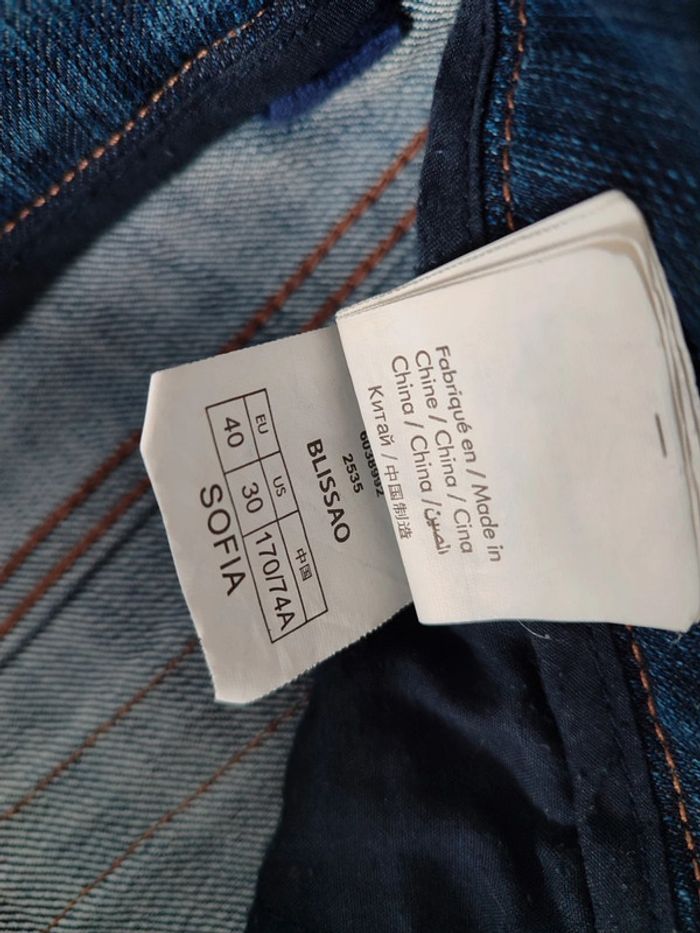 Fabriqué en / Made in
Chine / China / Cina
China / China / الصين
Китай / 中国制造
2535
BLISSAO
EU US 中国
40 30 170/74A
SOFIA